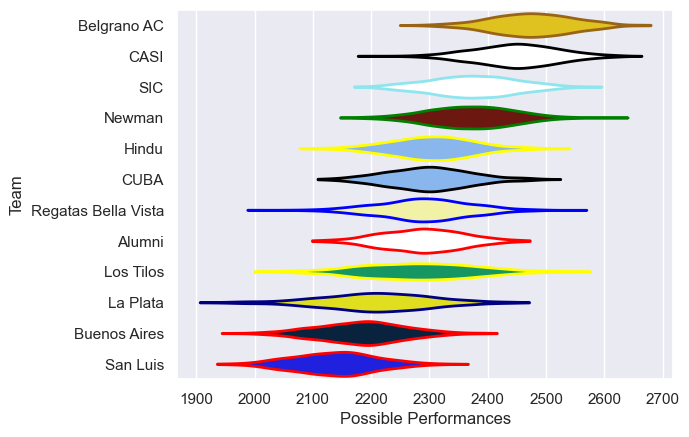 Belgrano AC
CASI
SIC
Newman
Hindu
CUBA
Regatas Bella Vista
Alumni
Los Tilos
La Plata
Buenos Aires
San Luis
Team
1900 2000 2100 2200 2300 2400 2500 2600 2700
Possible Performances